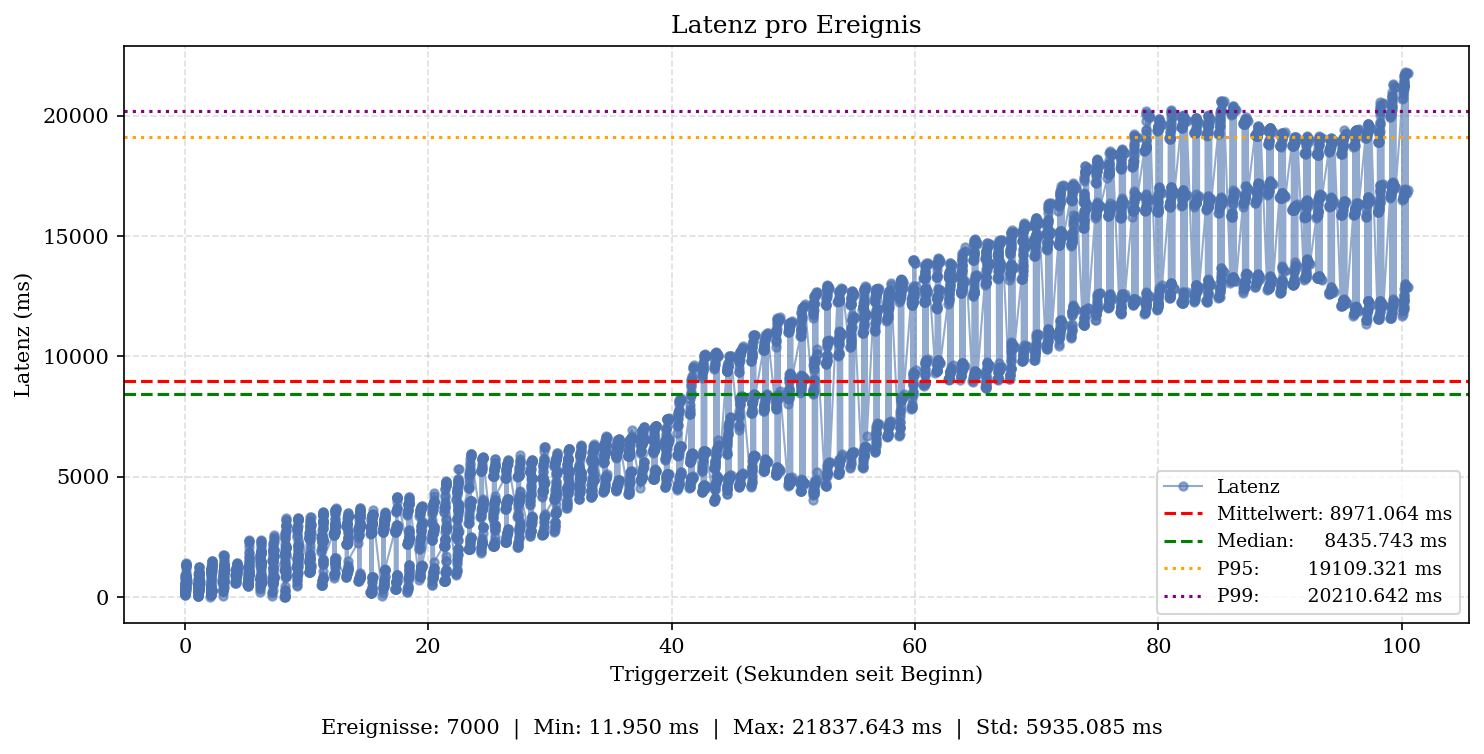 Latenz pro Ereignis
Latenz (ms)
20000
15000
10000
5000
0
0 20 40 60 80 100
Triggerzeit (Sekunden seit Beginn)
Latenz
Mittelwert: 8971.064 ms
Median: 8435.743 ms
P95: 19109.321 ms
P99: 20210.642 ms
Ereignisse: 7000 | Min: 11.950 ms | Max: 21837.643 ms | Std: 5935.085 ms